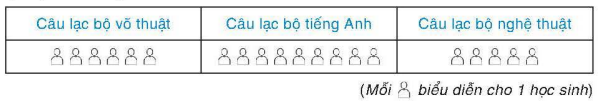 Câu lạc bộ võ thuật
Câu lạc bộ tiếng Anh
Câu lạc bộ nghệ thuật
(Mỗi biểu diễn cho 1 học sinh)